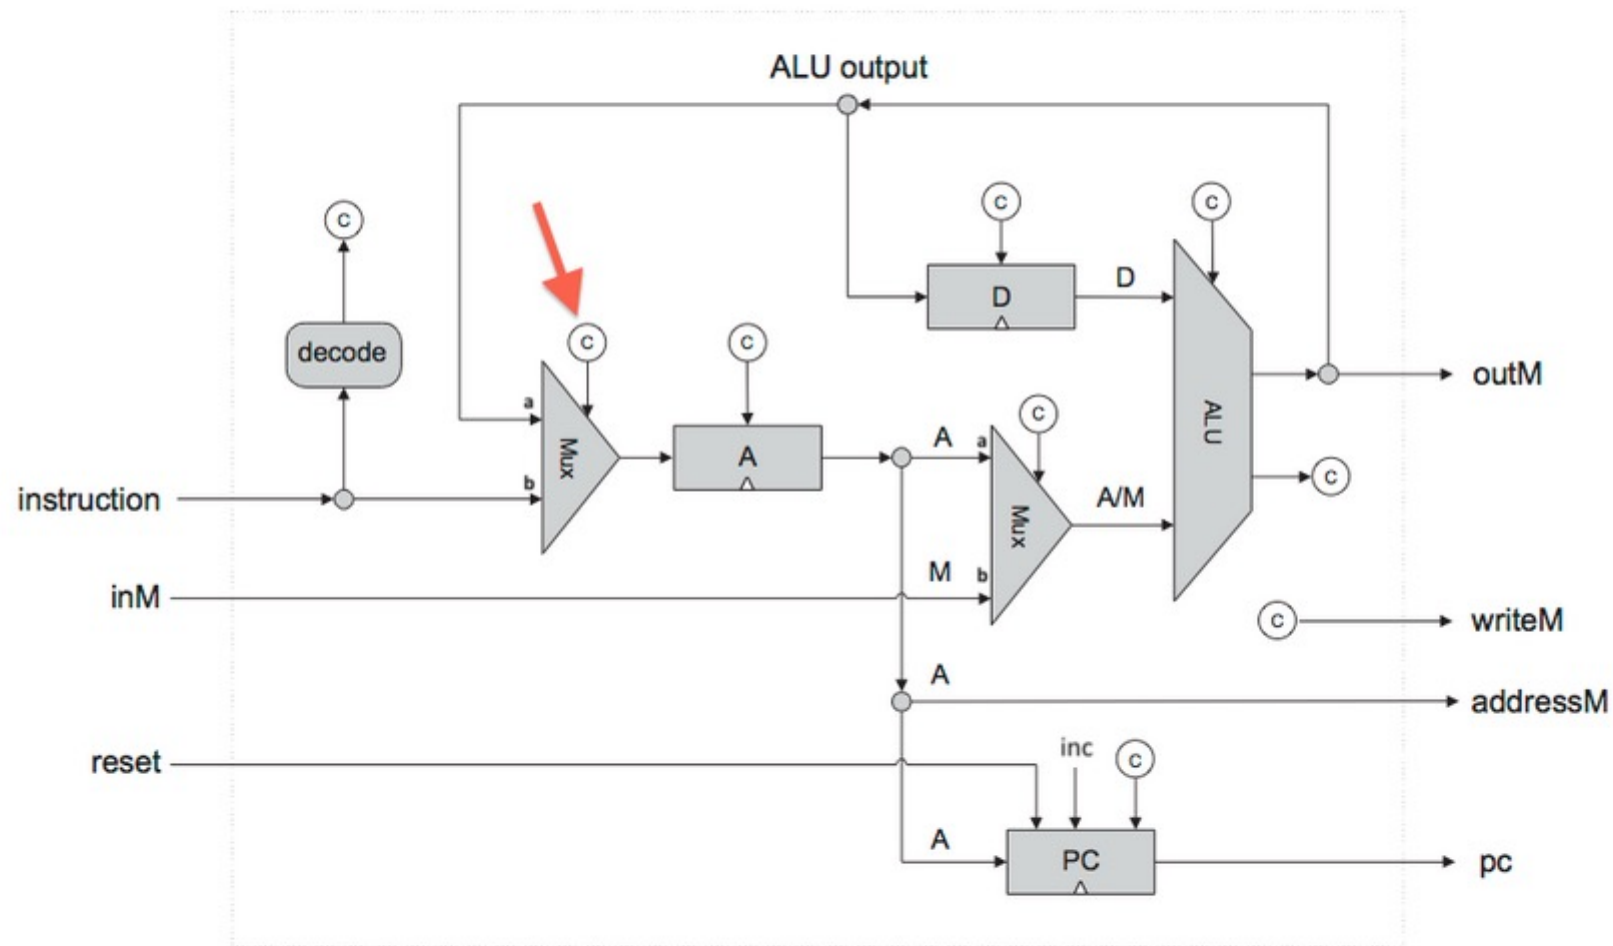 ALU output
c
c
c
D
D
decode
c
c
outM
a
Mux
A
A
a
c
ALU
instruction
b
A/M
Mux
c
inM
M
b
c
writeM
A
addressM
reset
inc
c
A
PC
pc